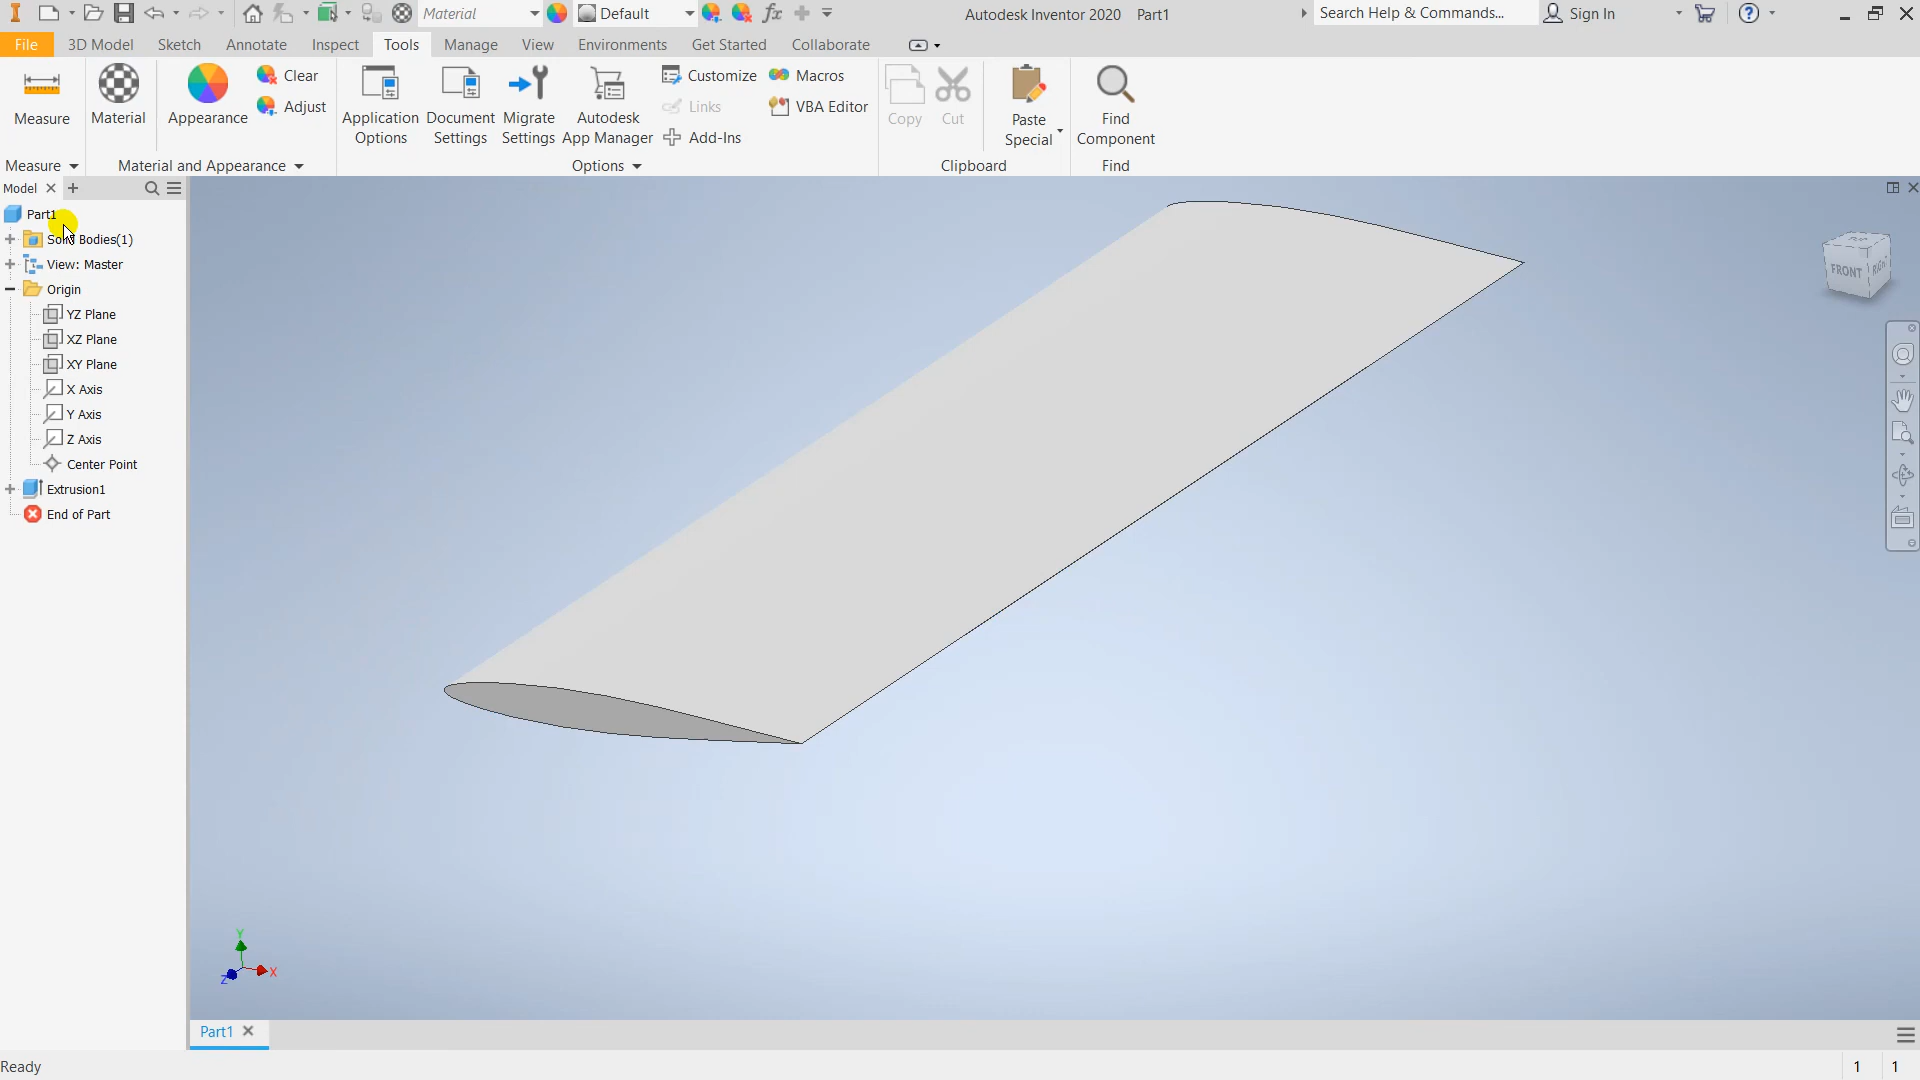 Material
Default
Autodesk Inventor 2020 Part1
Search Help & Commands...
Sign In
File 3D Model Sketch Annotate Inspect Tools Manage View Environments Get Started Collaborate
Measure
Material
Appearance
Clear
Adjust
Application Options
Document Settings
Migrate Settings
Autodesk App Manager
Customize
Links
Add-Ins
Macros
VBA Editor
Copy
Cut
Paste Special
Find Component
Measure
Material and Appearance
Options
Clipboard
Find
Model
Part1
Solid Bodies(1)
View: Master
Origin
YZ Plane
XZ Plane
XY Plane
X Axis
Y Axis
Z Axis
Center Point
Extrusion1
End of Part
TOP
FRONT
RIGHT
Y
X
Z
Part1
Ready
1 1